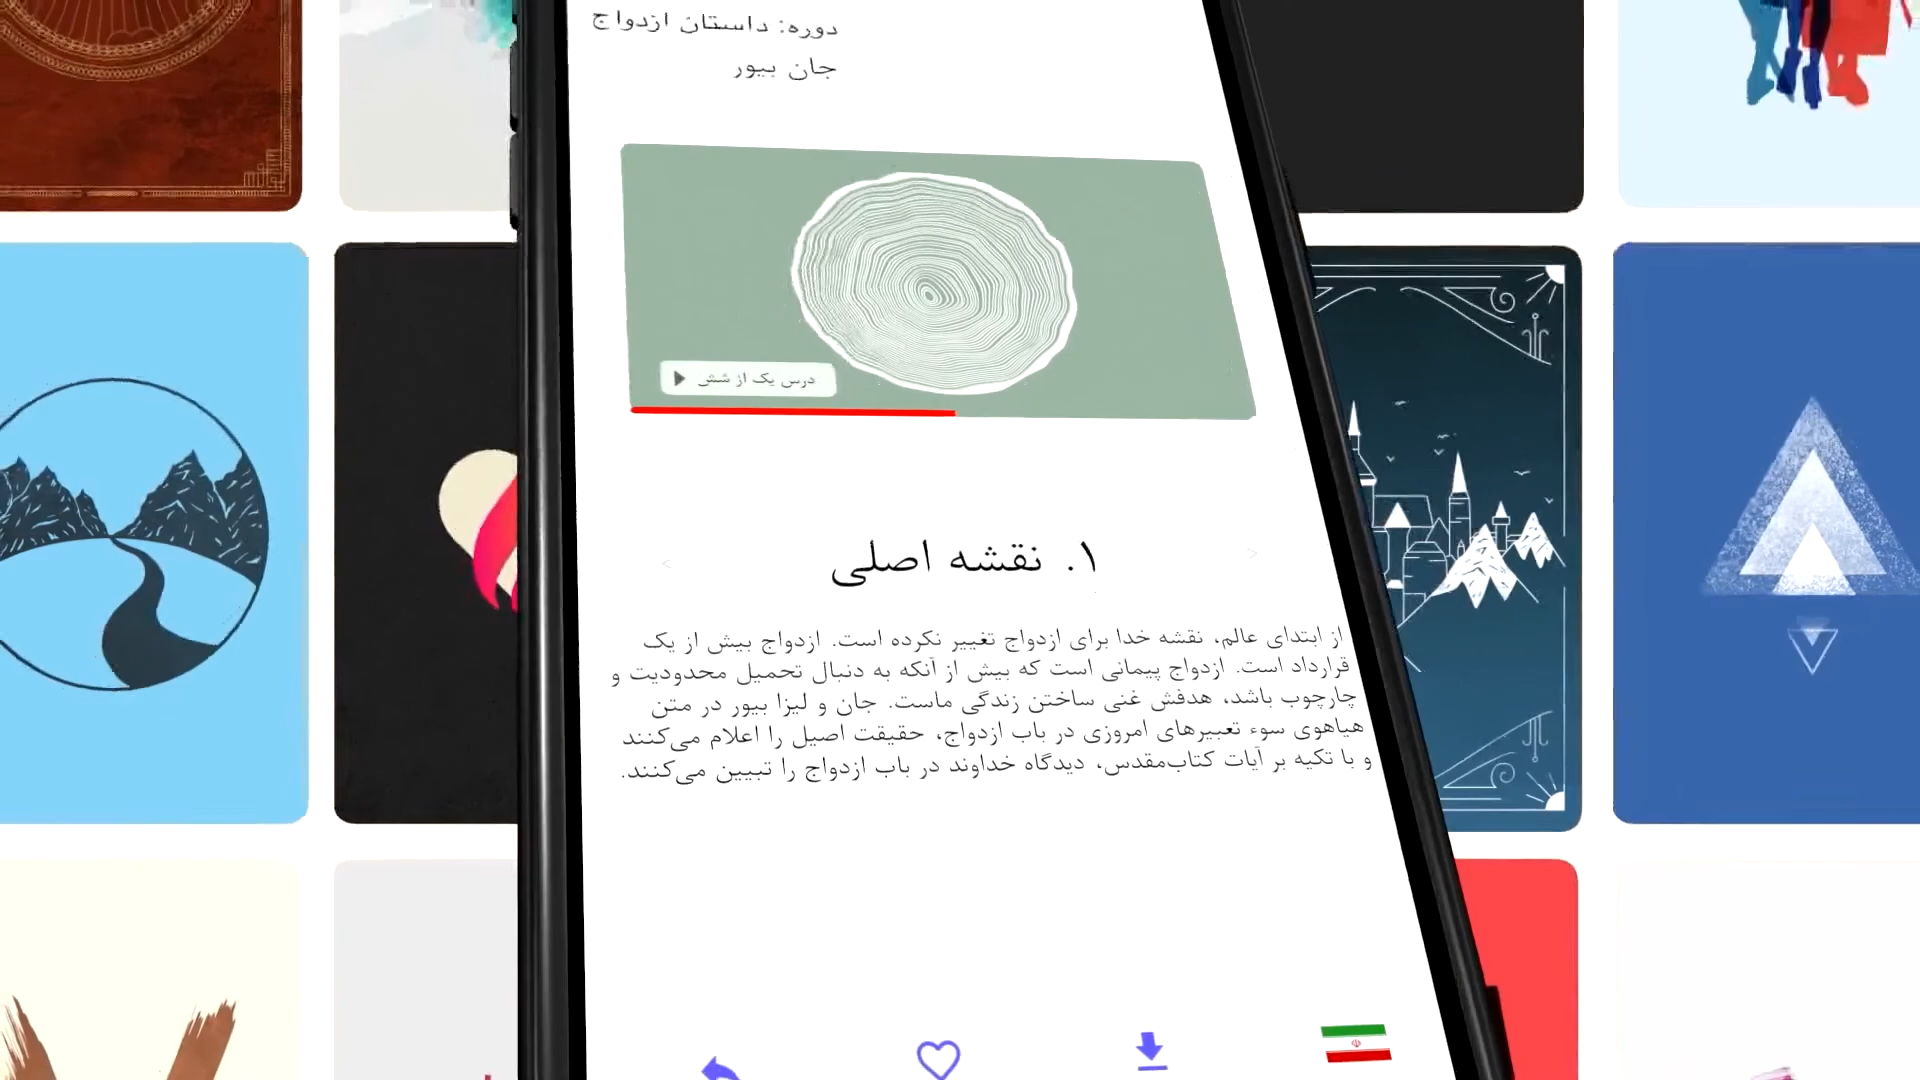 دوره: داستان ازدواج
جان بیور
درس یک از شش
۱. نقشه اصلی
از ابتدای عالم، نقشه خدا برای ازدواج تغییر نکرده است. ازدواج بیش از یک
قرارداد است. ازدواج پیمانی است که بیش از آنکه به دنبال تحمیل محدودیت و
چارچوب باشد، هدفش غنی ساختن زندگی ماست. جان و لیزا بیور در متن
هیاهوی سوء تعبیرهای امروزی در باب ازدواج، حقیقت اصیل را اعلام می‌کنند
و با تکیه بر آیات کتاب‌مقدس، دیدگاه خداوند در باب ازدواج را تبیین می‌کنند.